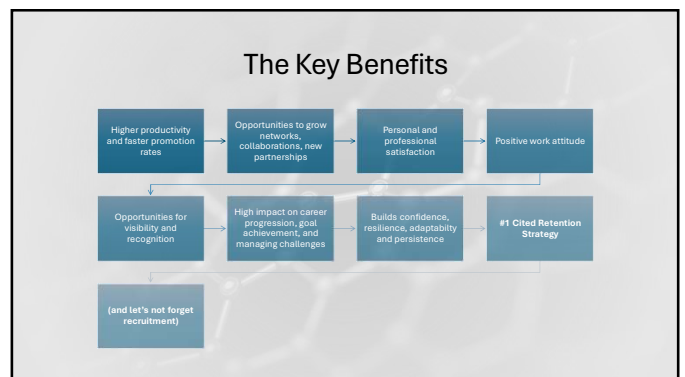 The Key Benefits
Higher productivity
and faster promotion
rates
Opportunities to grow
networks,
collaborations, new
partnerships
Personal and
professional
satisfaction
Positive work attitude
Opportunities for
visibility and
recognition
High impact on career
progression, goal
achievement, and
managing challenges
Builds confidence,
resilience, adaptabilty
and persistence
#1 Cited Retention
Strategy
(and let's not forget
recruitment)